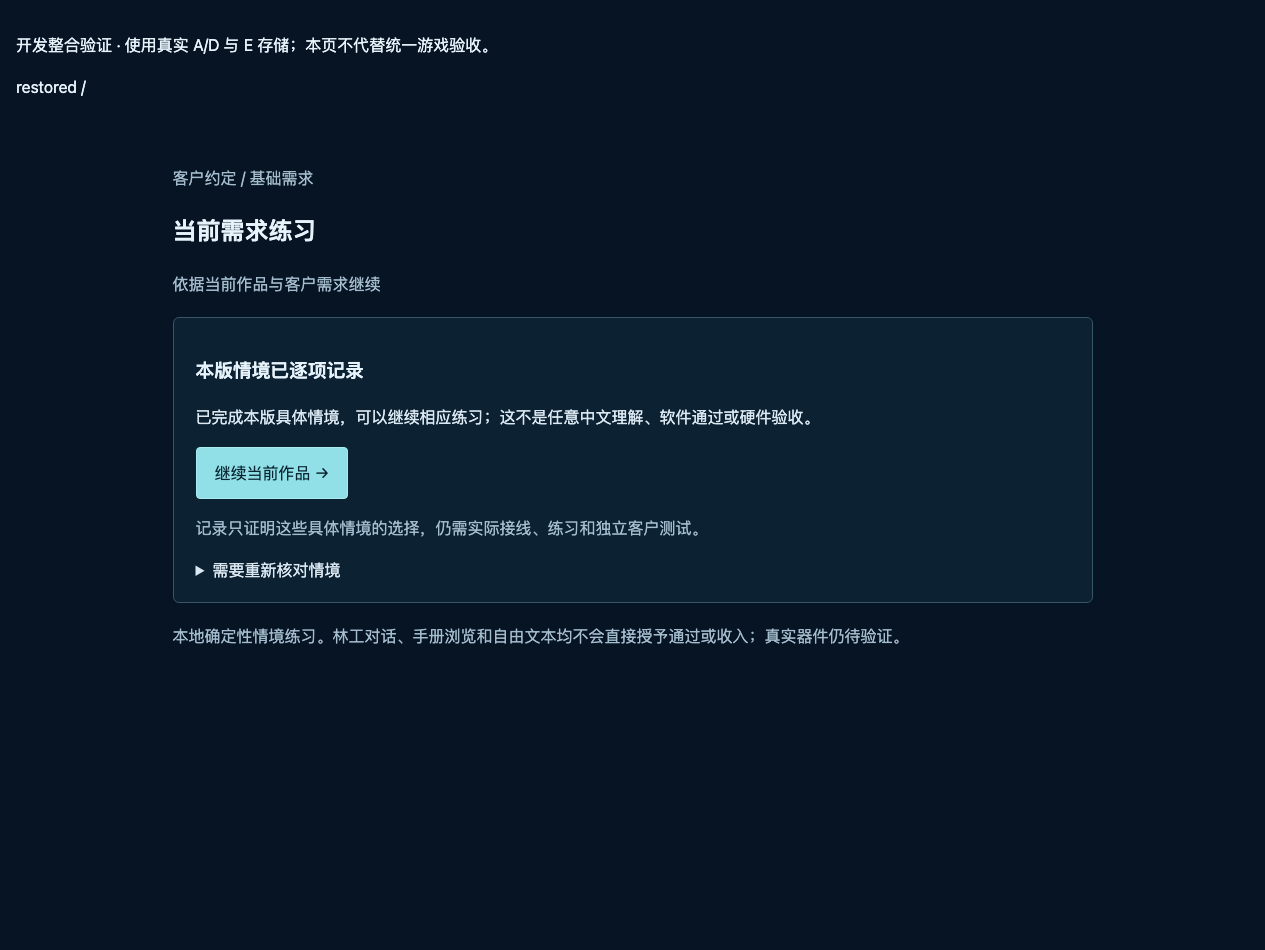 开发整合验证 · 使用真实 A/D 与 E 存储；本页不代替统一游戏验收。
restored /
客户约定 / 基础需求
当前需求练习
依据当前作品与客户需求继续
本版情境已逐项记录
已完成本版具体情境，可以继续相应练习；这不是任意中文理解、软件通过或硬件验收。
继续当前作品 →
记录只证明这些具体情境的选择，仍需实际接线、练习和独立客户测试。
▶ 需要重新核对情境
本地确定性情境练习。林工对话、手册浏览和自由文本均不会直接授予通过或收入；真实器件仍待验证。